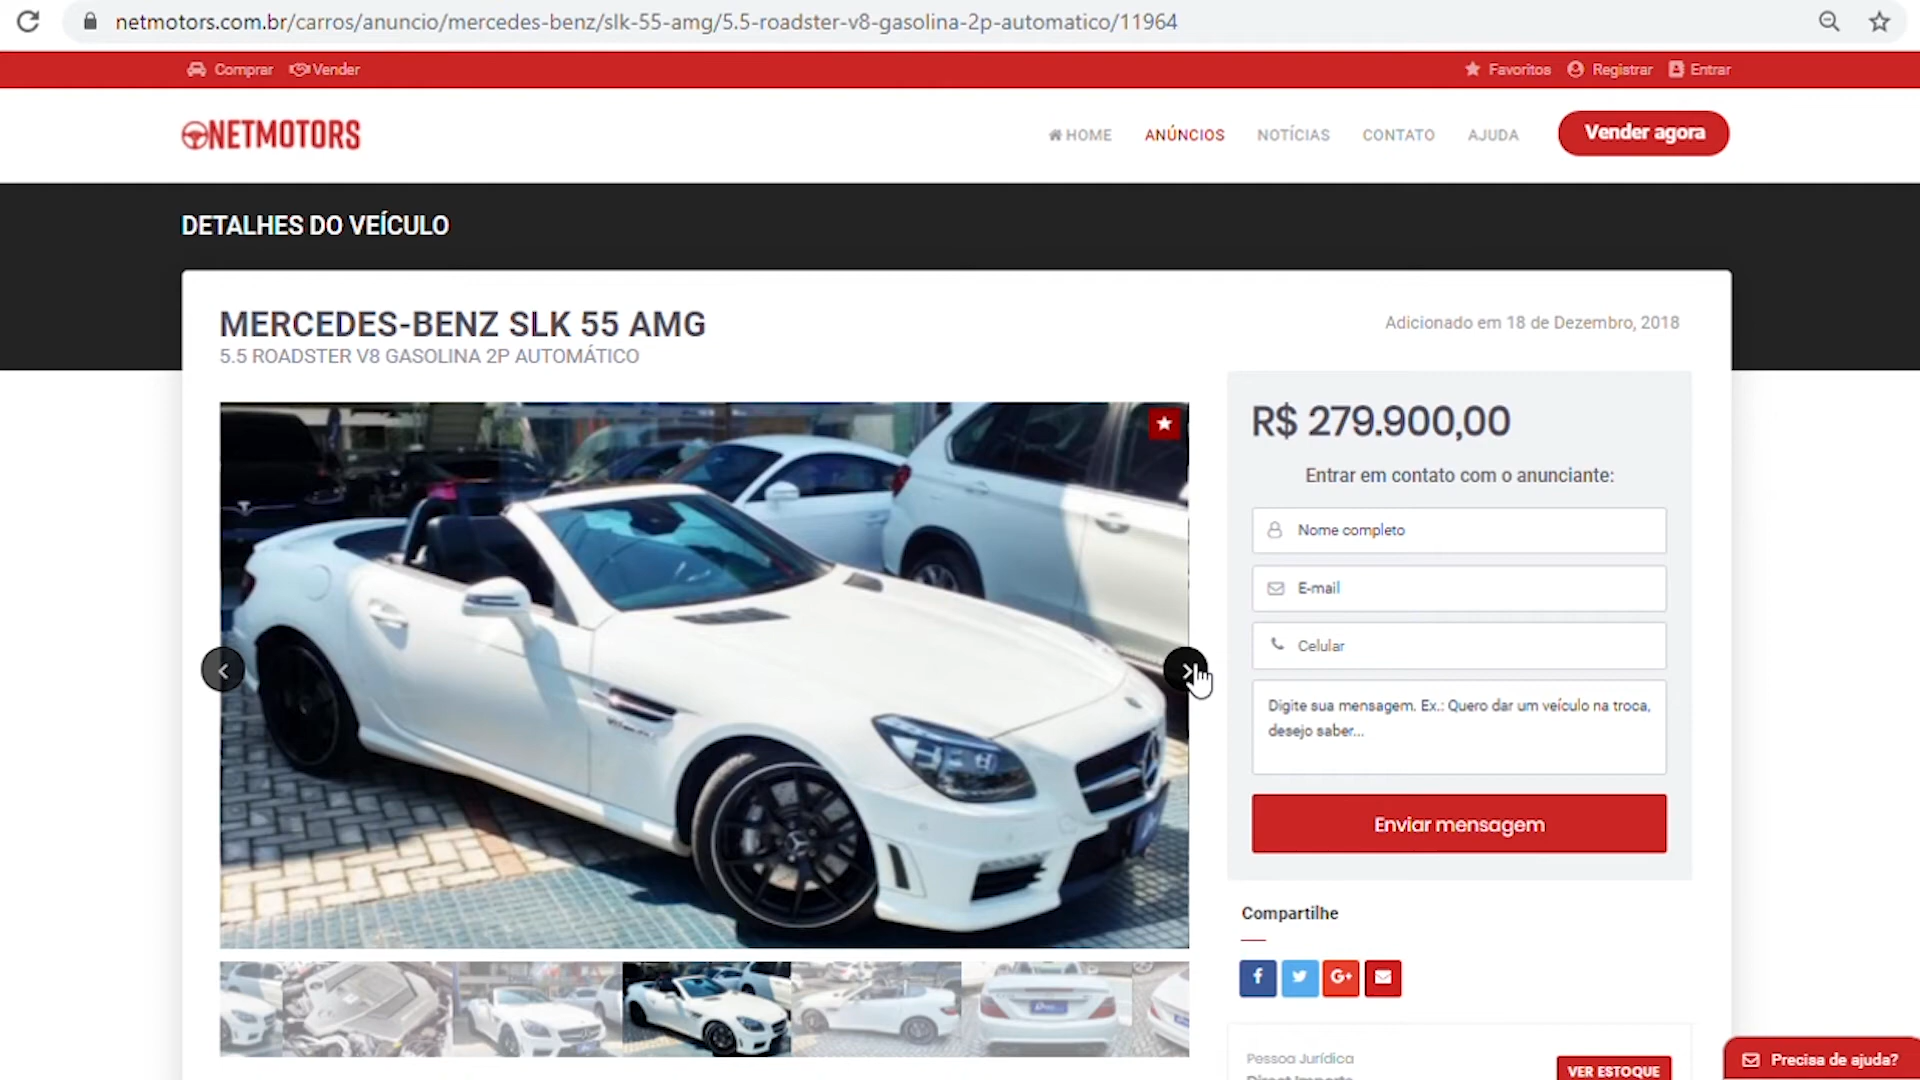 netmotors.com.br/carros/anuncio/mercedes-benz/slk-55-amg/5.5-roadster-v8-gasolina-2p-automatico/11964
Comprar Vender Favoritos Registrar Entrar
NETMOTORS HOME ANÚNCIOS NOTÍCIAS CONTATO AJUDA Vender agora
DETALHES DO VEÍCULO
MERCEDES-BENZ SLK 55 AMG
5.5 ROADSTER V8 GASOLINA 2P AUTOMÁTICO
Adicionado em 18 de Dezembro, 2018
R$ 279.900,00
Entrar em contato com o anunciante:
Nome completo
E-mail
Celular
Digite sua mensagem. Ex.: Quero dar um veículo na troca,
desejo saber...
Enviar mensagem
Compartilhe
f G+
Pessoa Jurídica
VER ESTOQUE
Precisa de ajuda?